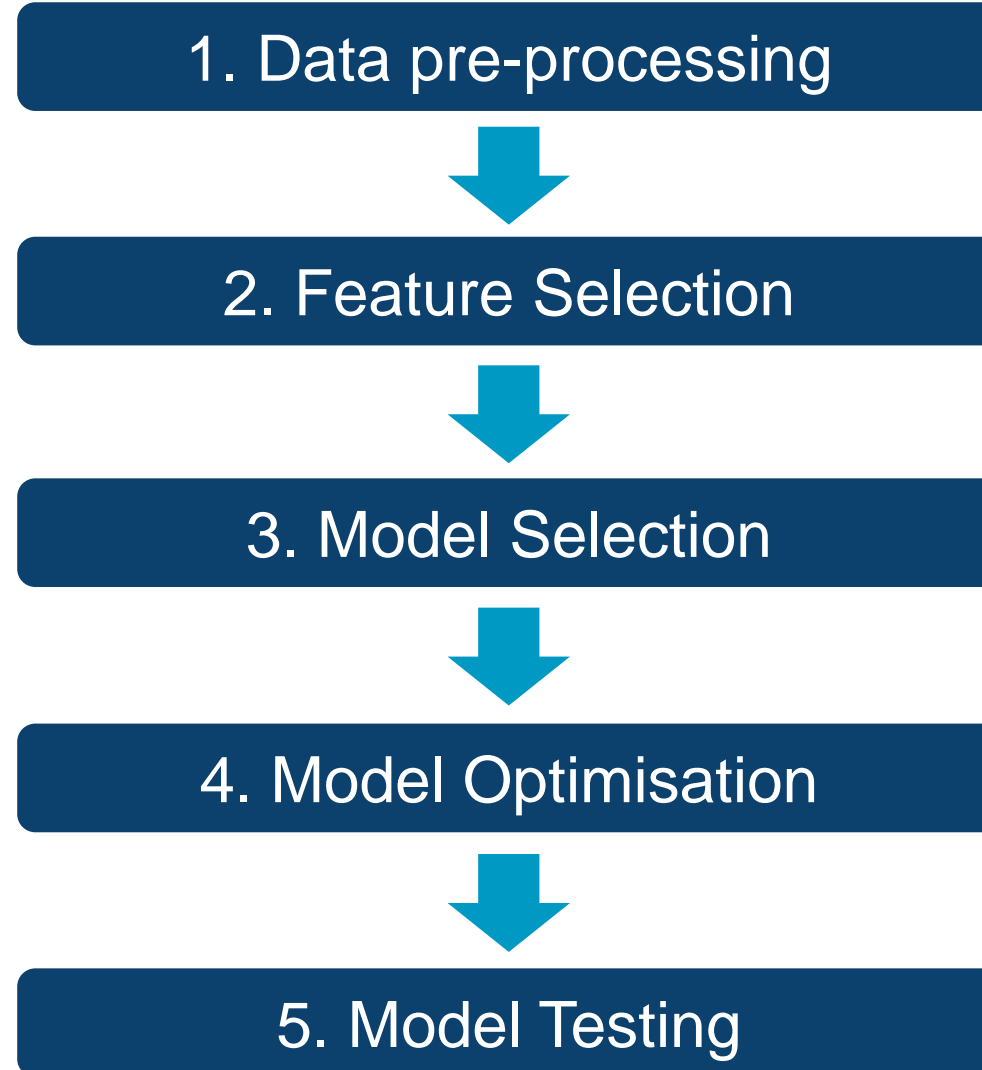 1. Data pre-processing
2. Feature Selection
3. Model Selection
4. Model Optimisation
5. Model Testing